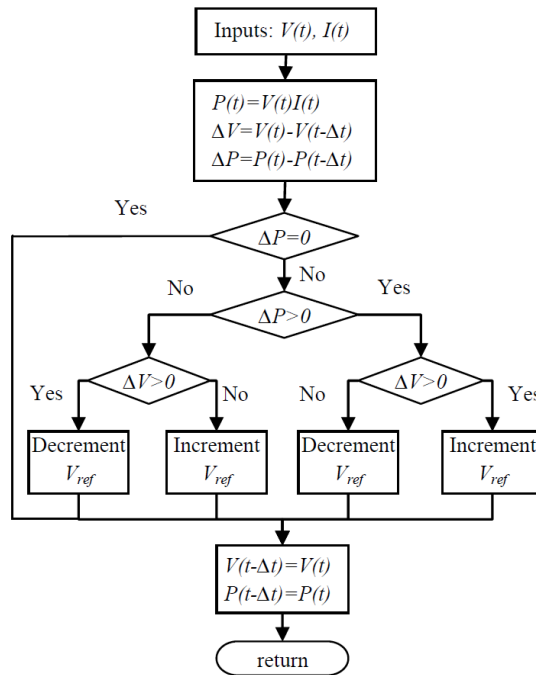 Inputs: V(t), I(t)
P(t)=V(t)I(t)
ΔV=V(t)-V(t-Δt)
ΔP=P(t)-P(t-Δt)
Yes
ΔP=0
No
No
Yes
ΔP>0
ΔV>0
ΔV>0
Yes
No
No
Yes
Decrement
Vref
Increment
Vref
Decrement
Vref
Increment
Vref
V(t-Δt)=V(t)
P(t-Δt)=P(t)
return